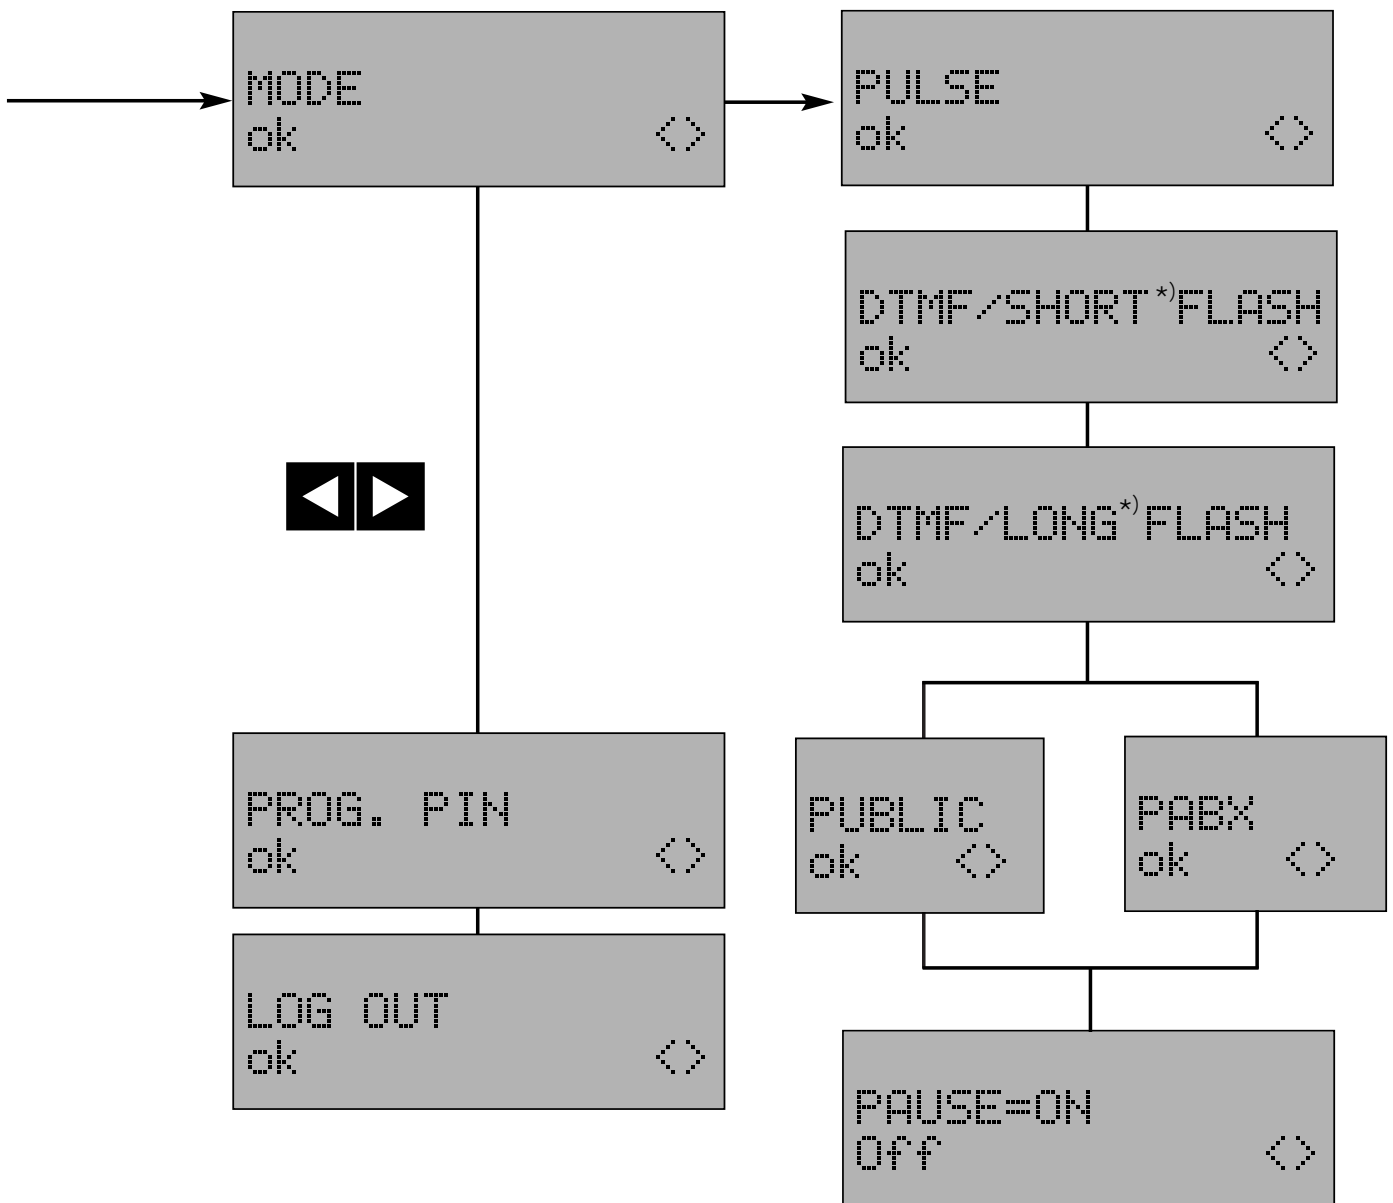 MODE
ok <>
PULSE
ok <>
DTMF/SHORT*)FLASH
ok <>
DTMF/LONG*)FLASH
ok <>
PROG. PIN
ok <>
PUBLIC
ok <>
PABX
ok <>
LOG OUT
ok <>
PAUSE=ON
Off <>